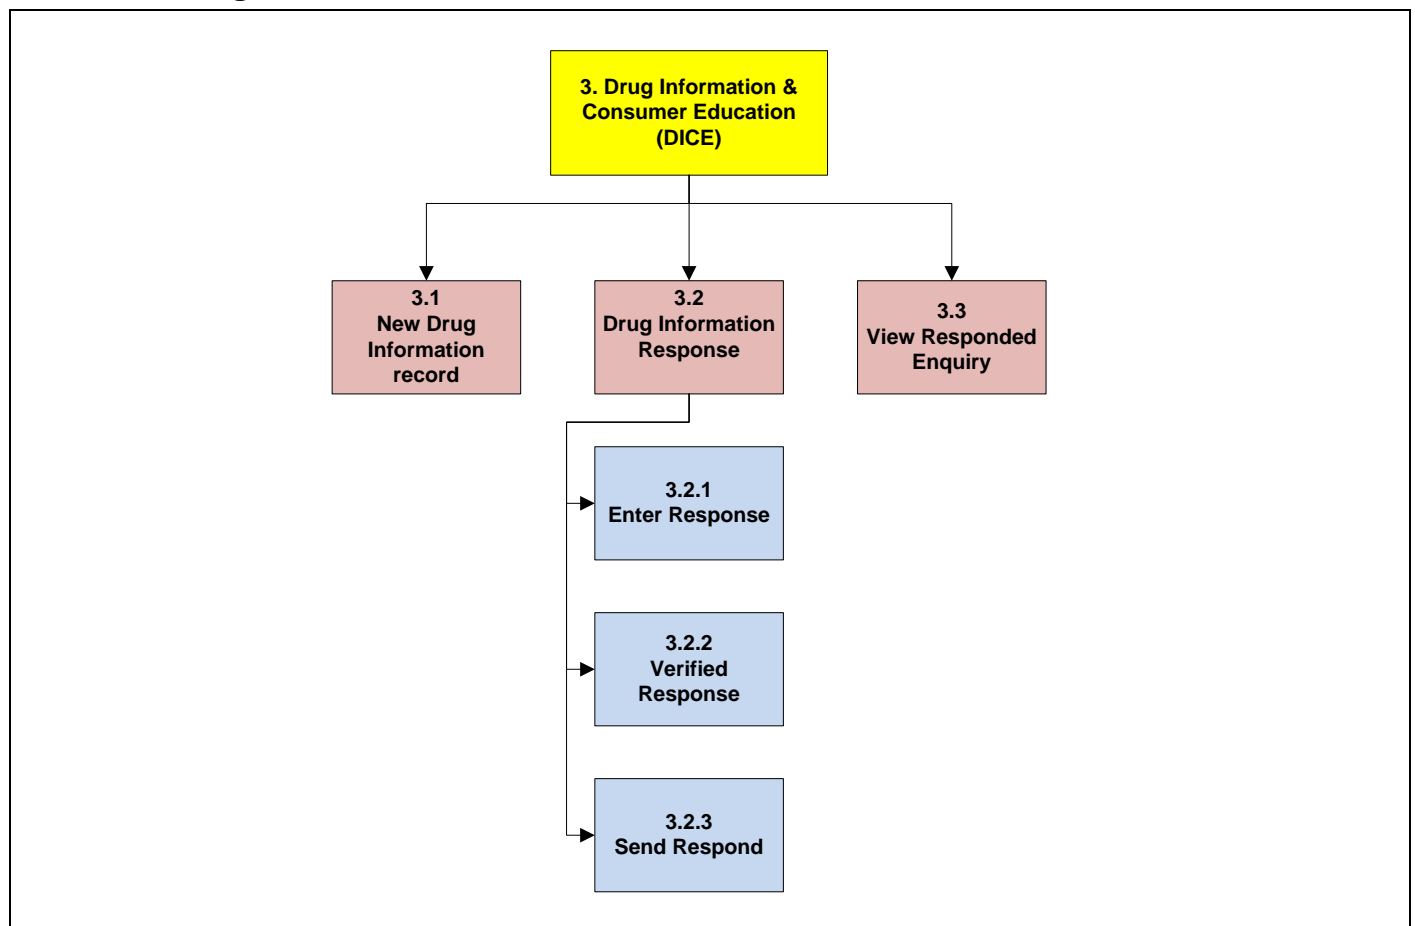 3. Drug Information &
Consumer Education
(DICE)
3.1
New Drug
Information
record
3.2
Drug Information
Response
3.3
View Responded
Enquiry
3.2.1
Enter Response
3.2.2
Verified
Response
3.2.3
Send Respond